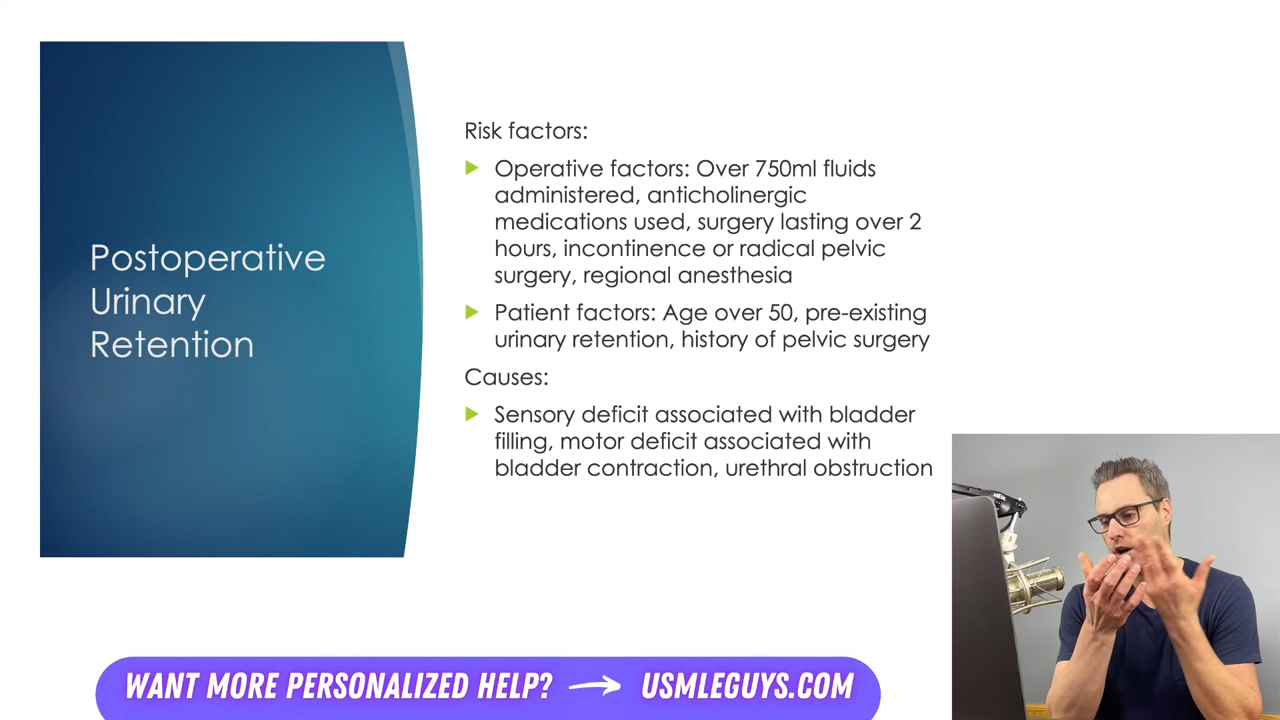 Postoperative
Urinary
Retention
Risk factors:
Operative factors: Over 750ml fluids
administered, anticholinergic
medications used, surgery lasting over 2
hours, incontinence or radical pelvic
surgery, regional anesthesia
Patient factors: Age over 50, pre-existing
urinary retention, history of pelvic surgery
Causes:
Sensory deficit associated with bladder
filling, motor deficit associated with
bladder contraction, urethral obstruction
WANT MORE PERSONALIZED HELP? → USMLEGUYS.COM